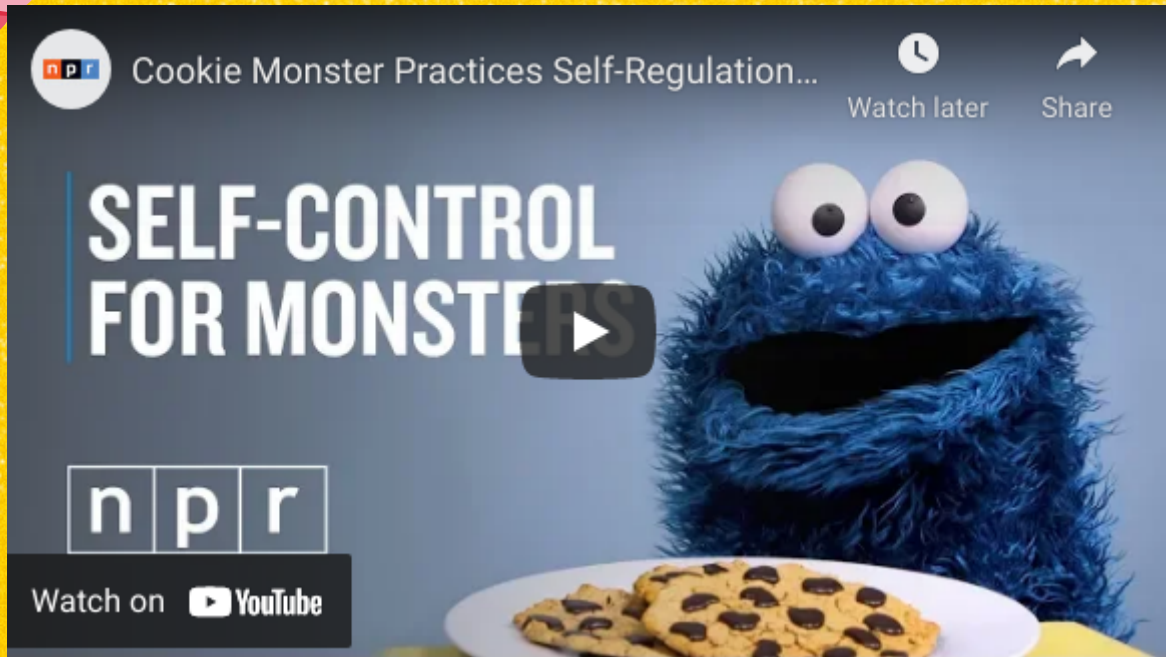 npr
Cookie Monster Practices Self-Regulation...
Watch later
Share
SELF-CONTROL
FOR MONSTERS
npr
Watch on YouTube